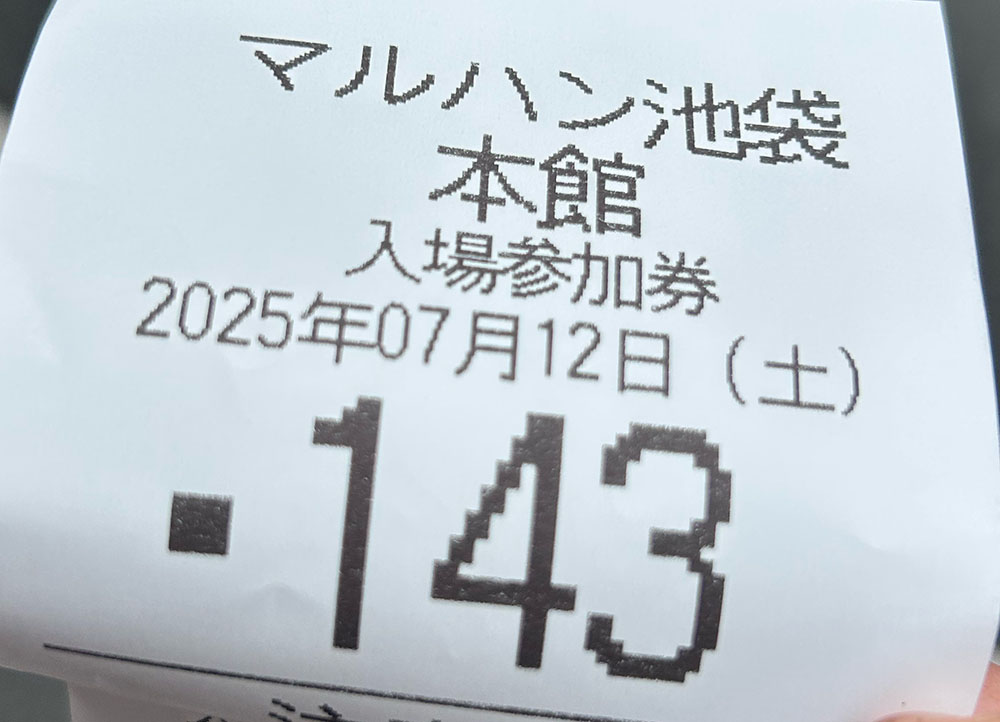 マルハン池袋
本館
入場参加券
2025年07月12日（土）
■143